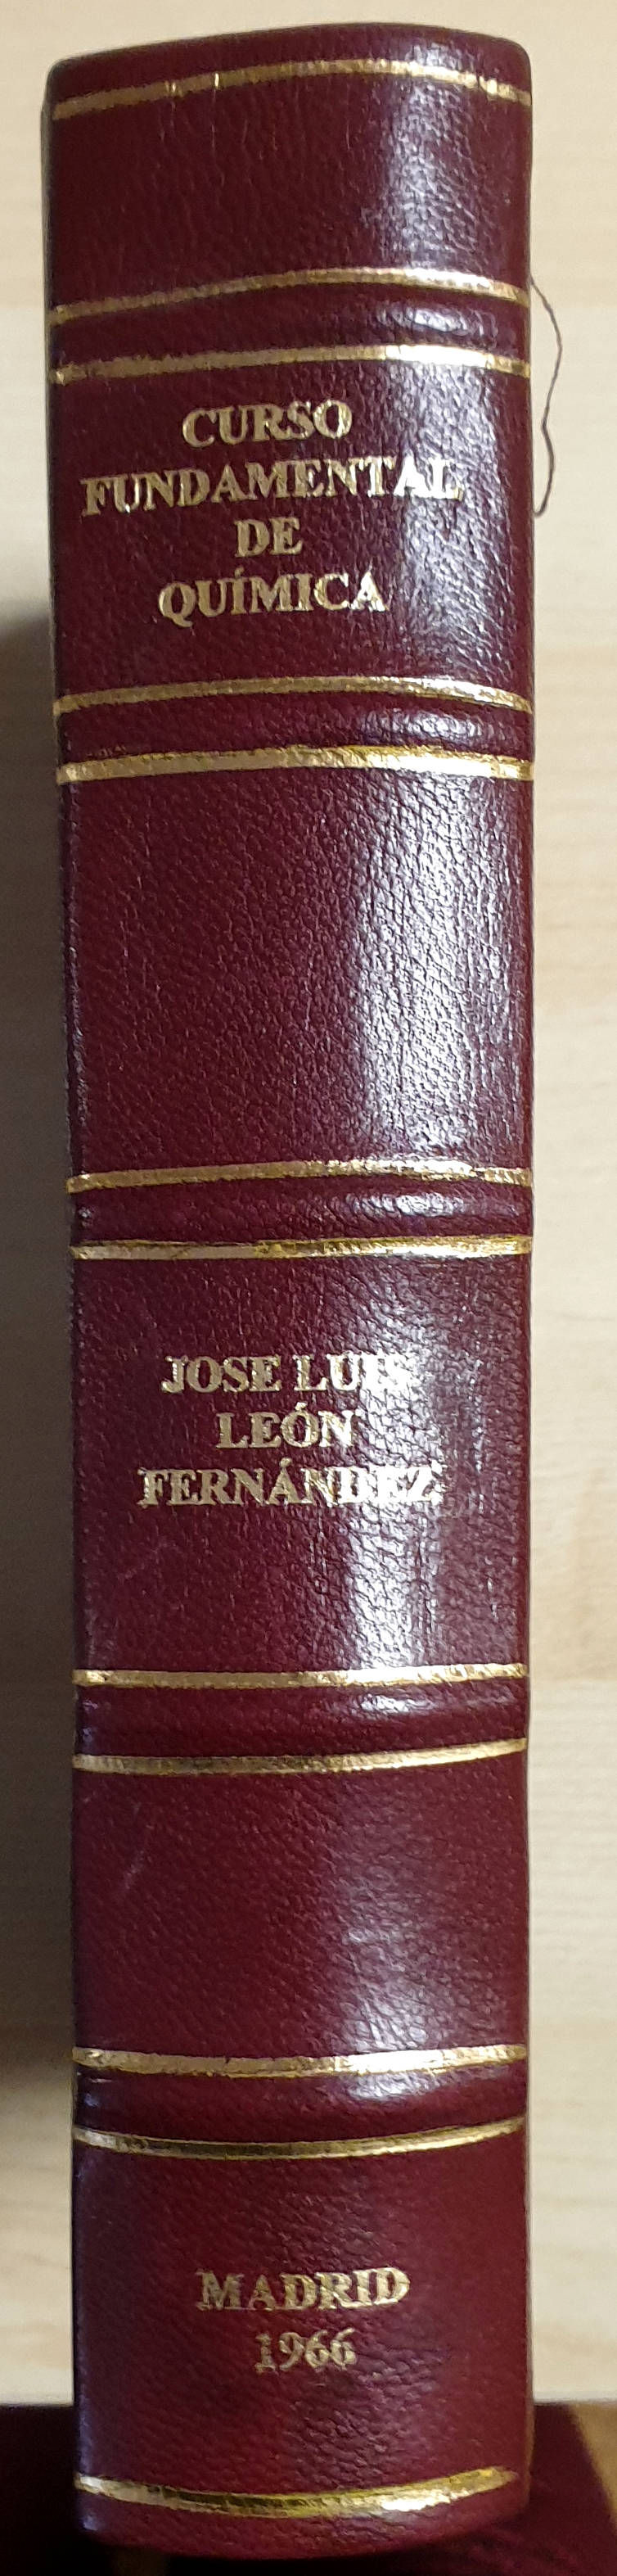 CURSO
FUNDAMENTAL
DE
QUÍMICA
JOSE LUIS
LEÓN
FERNÁNDEZ
MADRID
1966